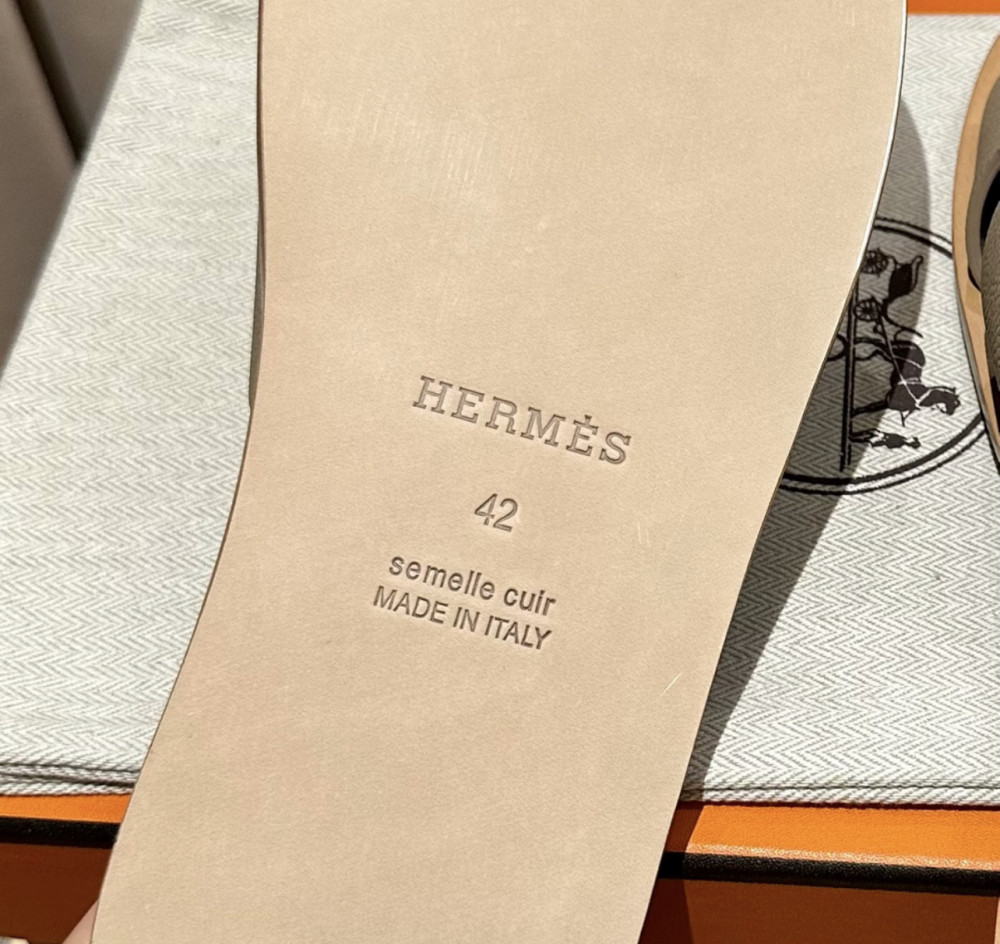 HERMÈS
42
semelle cuir
MADE IN ITALY